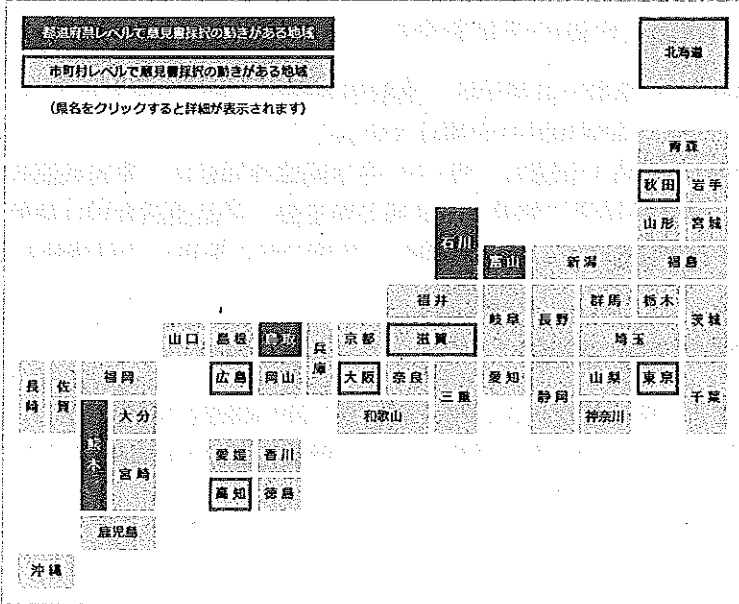 都道府県レベルで意見書採択の動きがある地域
市町村レベルで意見書採択の動きがある地域
(県名をクリックすると詳細が表示されます)
北海道
青森
秋田 岩手
山形 宮城
石川 富山 新潟 福島
福井 岐阜 長野 群馬 栃木 茨城
山口 島根 鳥取 兵庫 京都 滋賀 埼玉
長崎 佐賀 福岡 広島 岡山 大阪 奈良 三重 愛知 静岡 山梨 東京 千葉
熊本 大分 和歌山 神奈川
宮崎 愛媛 香川
高知 徳島
鹿児島
沖縄